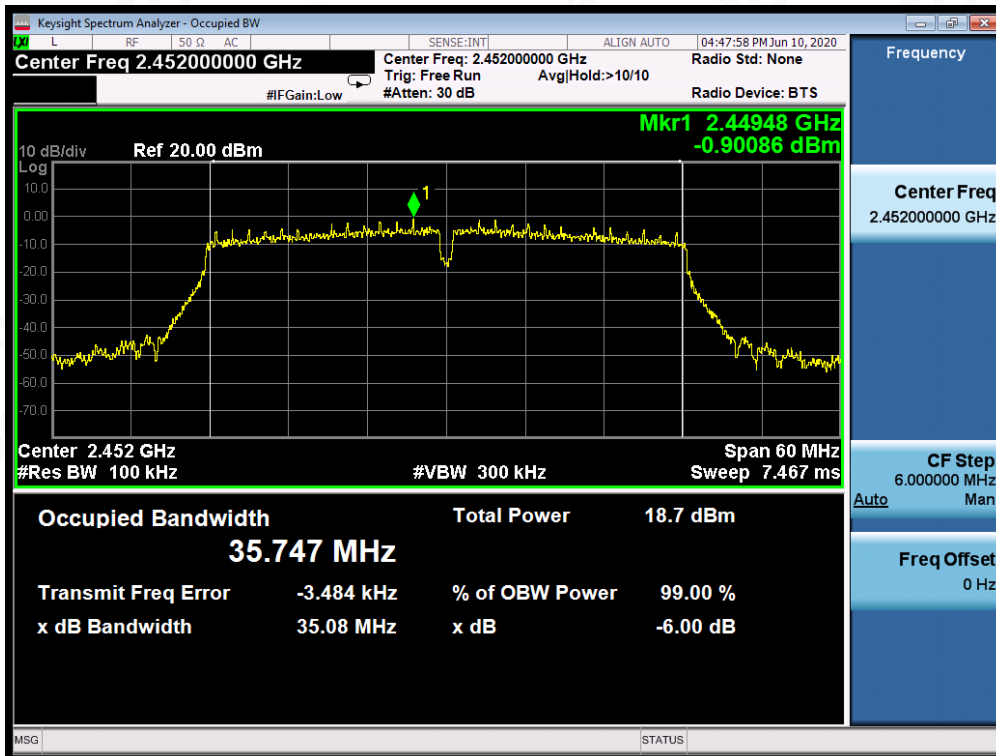 Keysight Spectrum Analyzer - Occupied BW
LXI L RF 50 Ω AC SENSE:INT ALIGN AUTO 04:47:58 PM Jun 10, 2020
Center Freq 2.452000000 GHz
Center Freq: 2.452000000 GHz
Radio Std: None
Trig: Free Run
Avg|Hold:>10/10
#IFGain:Low
#Atten: 30 dB
Radio Device: BTS
Mkr1 2.44948 GHz
-0.90086 dBm
10 dB/div
Ref 20.00 dBm
Log
10.0
0.00
-10.0
-20.0
-30.0
-40.0
-50.0
-60.0
-70.0
1
Center 2.452 GHz
Span 60 MHz
#Res BW 100 kHz
#VBW 300 kHz
Sweep 7.467 ms
Occupied Bandwidth
35.747 MHz
Total Power 18.7 dBm
Transmit Freq Error -3.484 kHz
% of OBW Power 99.00 %
x dB Bandwidth 35.08 MHz
x dB -6.00 dB
MSG
STATUS
Frequency
Center Freq
2.452000000 GHz
CF Step
6.000000 MHz
Auto Man
Freq Offset
0 Hz